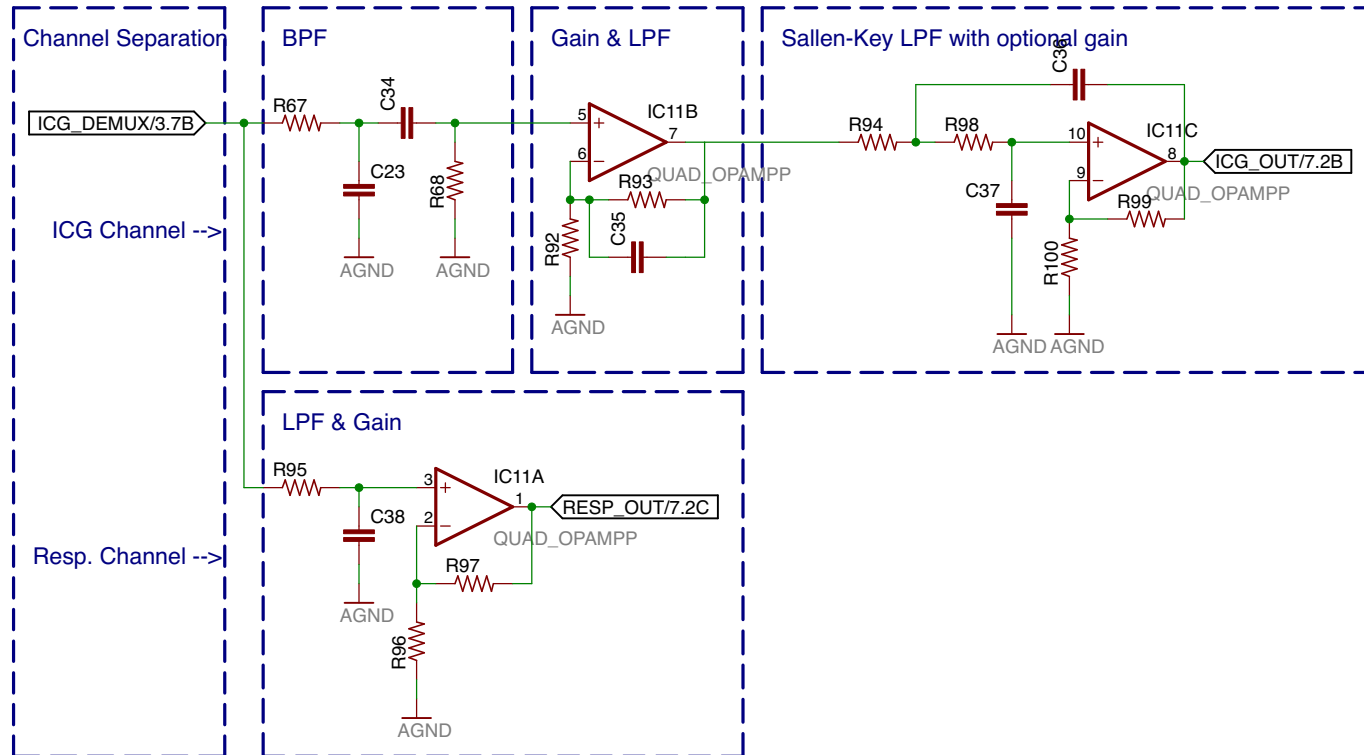 Channel Separation
BPF
Gain & LPF
Sallen-Key LPF with optional gain
ICG_DEMUX/3.7B
R67
C34
C23
R68
AGND
AGND
5
6
7
IC11B
QUAD_OPAMPP
R93
C35
R92
AGND
R94
C36
R98
C37
10
9
8
IC11C
QUAD_OPAMPP
R99
R100
AGND
AGND
ICG_OUT/7.2B
ICG Channel -->
LPF & Gain
R95
C38
AGND
3
2
1
IC11A
QUAD_OPAMPP
RESP_OUT/7.2C
R97
R96
AGND
Resp. Channel -->